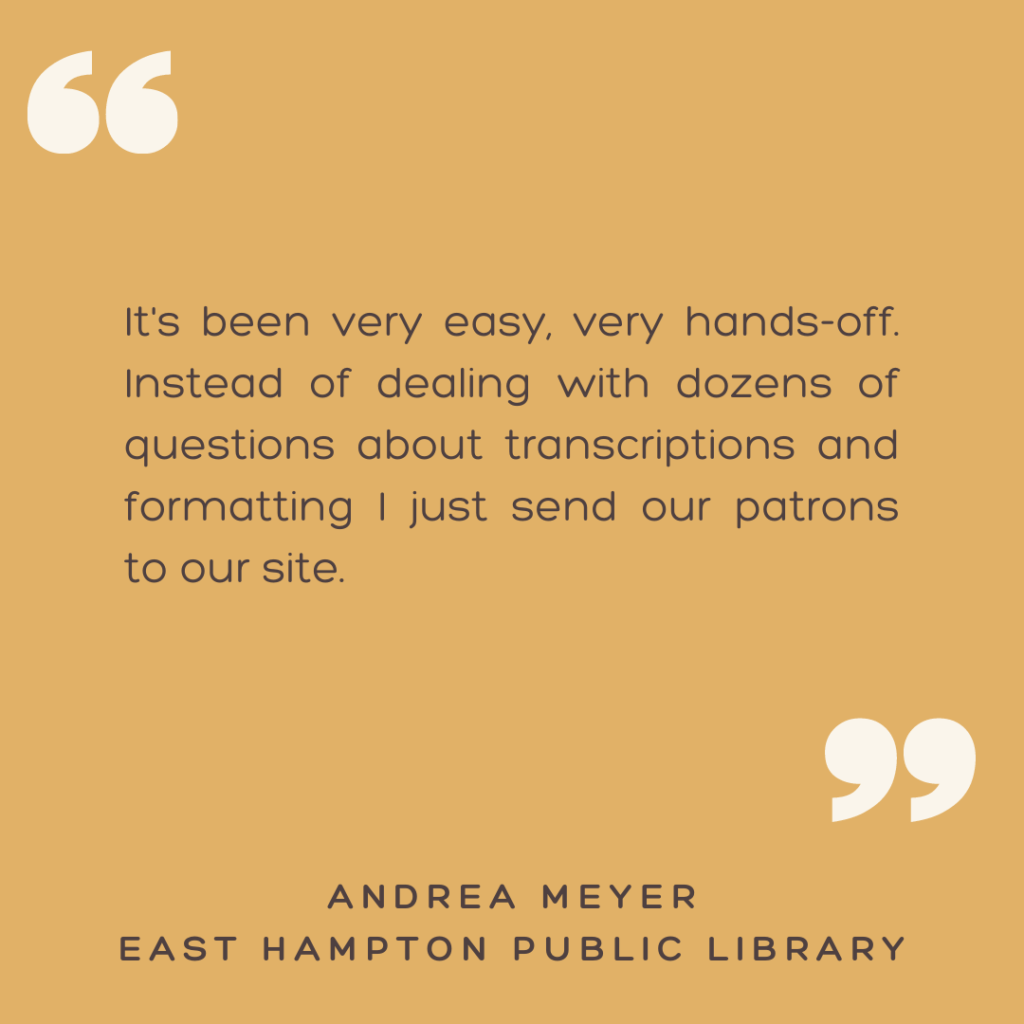 “
It's been very easy, very hands-off.
Instead of dealing with dozens of
questions about transcriptions and
formatting I just send our patrons
to our site.
”
ANDREA MEYER
EAST HAMPTON PUBLIC LIBRARY